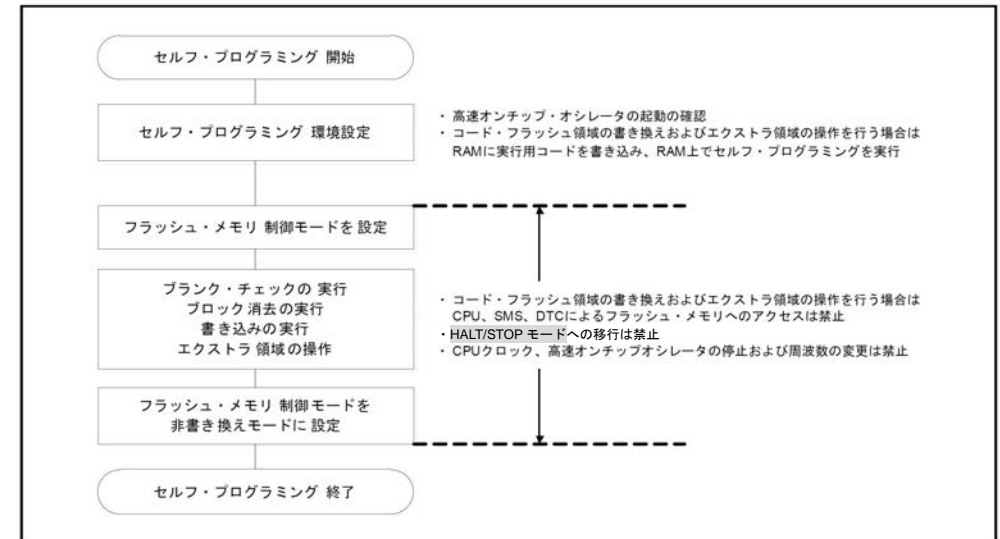 セルフ・プログラミング 開始
セルフ・プログラミング 環境設定
・ 高速オンチップ・オシレータの起動の確認
・ コード・フラッシュ領域の書き換えおよびエクストラ領域の操作を行う場合は
RAMに実行用コードを書き込み、RAM上でセルフ・プログラミングを実行
フラッシュ・メモリ 制御モードを 設定
ブランク・チェックの 実行
ブロック 消去の実行
書き込みの実行
エクストラ 領域の操作
・ コード・フラッシュ領域の書き換えおよびエクストラ領域の操作を行う場合は
CPU、SMS、DTCによるフラッシュ・メモリへのアクセスは禁止
・HALT/STOP モードへの移行は禁止
・ CPUクロック、高速オンチップオシレータの停止および周波数の変更は禁止
フラッシュ・メモリ 制御モードを
非書き換えモードに 設定
セルフ・プログラミング 終了